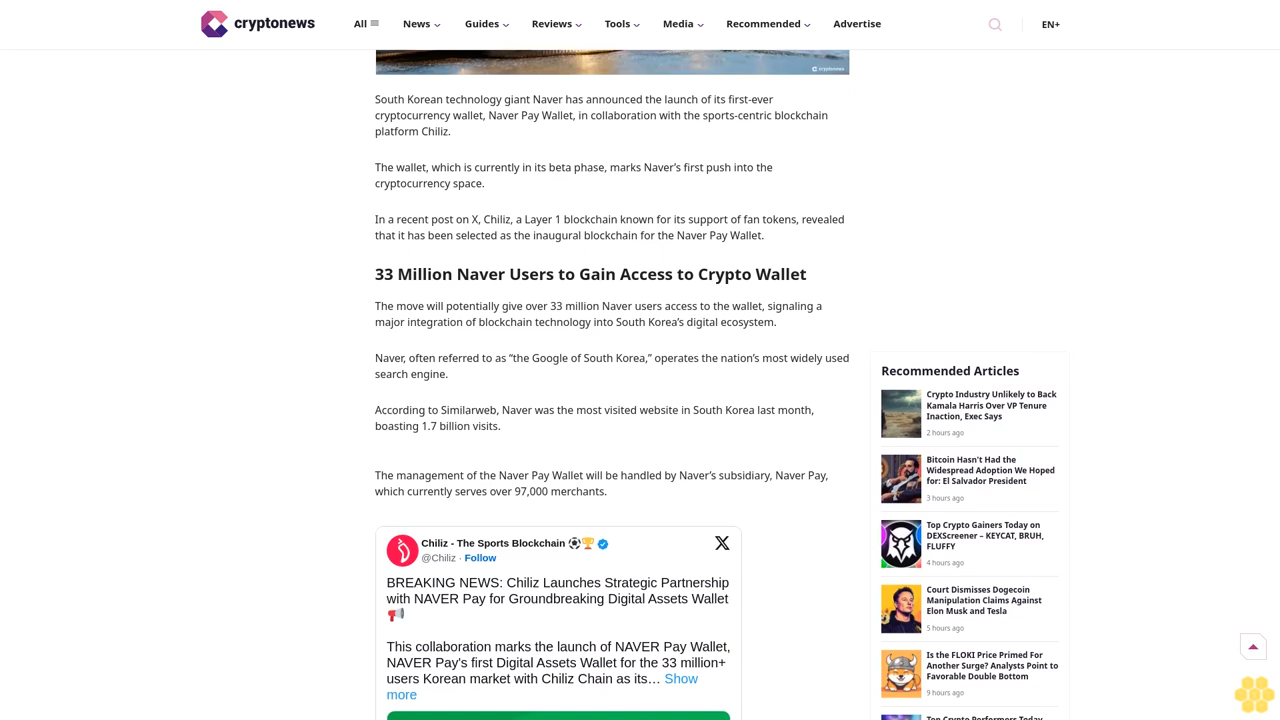 cryptonews
All
News
Guides
Reviews
Tools
Media
Recommended
Advertise
EN+
cryptonews
South Korean technology giant Naver has announced the launch of its first-ever
cryptocurrency wallet, Naver Pay Wallet, in collaboration with the sports-centric blockchain
platform Chiliz.
The wallet, which is currently in its beta phase, marks Naver’s first push into the
cryptocurrency space.
In a recent post on X, Chiliz, a Layer 1 blockchain known for its support of fan tokens, revealed
that it has been selected as the inaugural blockchain for the Naver Pay Wallet.
33 Million Naver Users to Gain Access to Crypto Wallet
The move will potentially give over 33 million Naver users access to the wallet, signaling a
major integration of blockchain technology into South Korea’s digital ecosystem.
Naver, often referred to as “the Google of South Korea,” operates the nation’s most widely used
search engine.
According to Similarweb, Naver was the most visited website in South Korea last month,
boasting 1.7 billion visits.
The management of the Naver Pay Wallet will be handled by Naver’s subsidiary, Naver Pay,
which currently serves over 97,000 merchants.
Chiliz - The Sports Blockchain ⚽🏆
@Chiliz · Follow
BREAKING NEWS: Chiliz Launches Strategic Partnership
with NAVER Pay for Groundbreaking Digital Assets Wallet
📢
This collaboration marks the launch of NAVER Pay Wallet,
NAVER Pay's first Digital Assets Wallet for the 33 million+
users Korean market with Chiliz Chain as its… Show
more
Recommended Articles
Crypto Industry Unlikely to Back
Kamala Harris Over VP Tenure
Inaction, Exec Says
2 hours ago
Bitcoin Hasn't Had the
Widespread Adoption We Hoped
for: El Salvador President
3 hours ago
Top Crypto Gainers Today on
DEXScreener – KEYCAT, BRUH,
FLUFFY
4 hours ago
Court Dismisses Dogecoin
Manipulation Claims Against
Elon Musk and Tesla
5 hours ago
Is the FLOKI Price Primed For
Another Surge? Analysts Point to
Favorable Double Bottom
9 hours ago
Top Crypto Performers Today